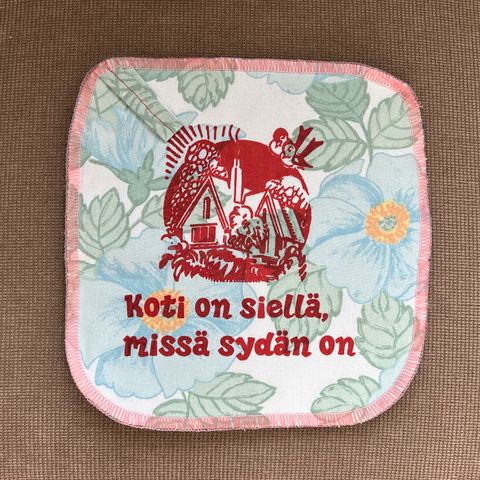 Koti on siellä,
missä sydän on